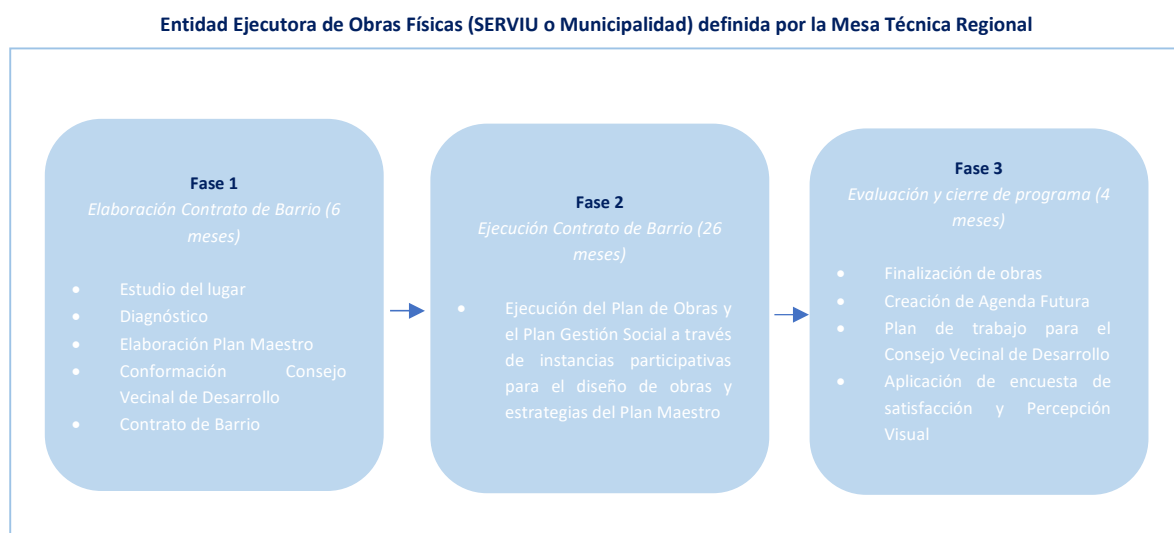 Entidad Ejecutora de Obras Físicas (SERVIU o Municipalidad) definida por la Mesa Técnica Regional
Fase 1
Elaboración Contrato de Barrio (6
meses)
• Estudio del lugar
• Diagnóstico
• Elaboración Plan Maestro
• Conformación Consejo
Vecinal de Desarrollo
• Contrato de Barrio
Fase 2
Ejecución Contrato de Barrio (26
meses)
• Ejecución del Plan de Obras y
el Plan Gestión Social a través
de instancias participativas
para el diseño de obras y
estrategias del Plan Maestro
Fase 3
Evaluación y cierre de programa (4
meses)
• Finalización de obras
• Creación de Agenda Futura
• Plan de trabajo para el
Consejo Vecinal de Desarrollo
• Aplicación de encuesta de
satisfacción y Percepción
Visual